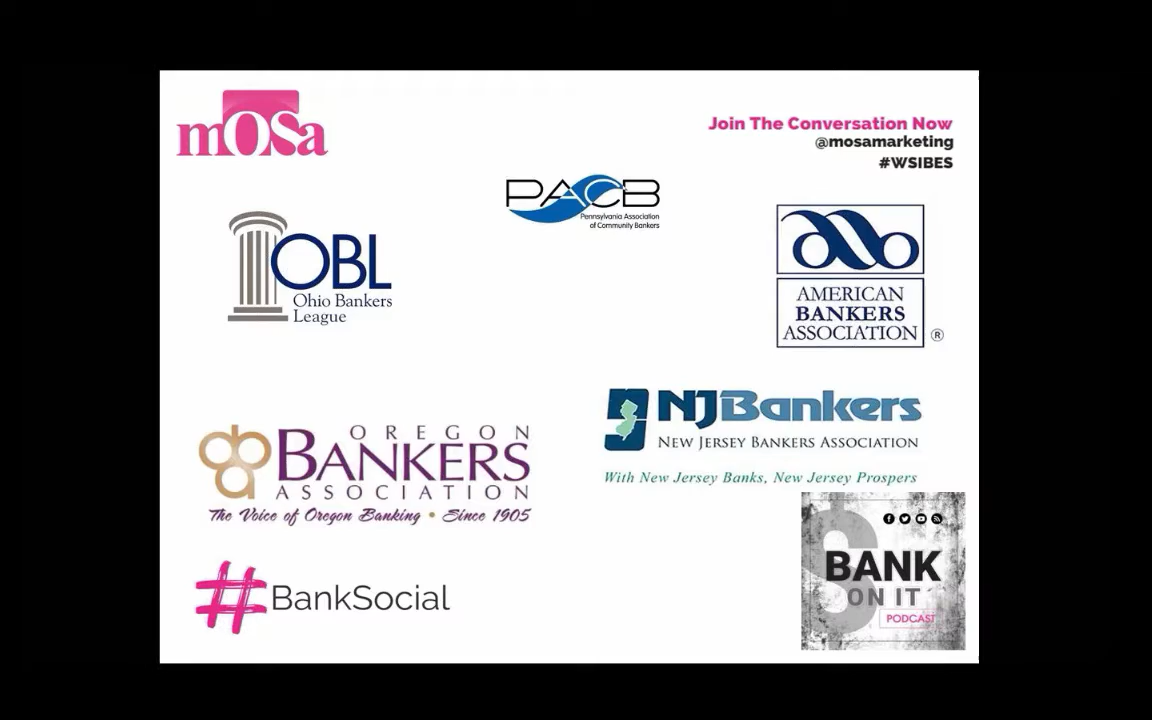 mOSa
Join The Conversation Now
@mosamarketing
#WSIBES
PACB
Pennsylvania Association
of Community Bankers
OBL
Ohio Bankers
League
AMERICAN
BANKERS
ASSOCIATION ®
NJBankers
NEW JERSEY BANKERS ASSOCIATION
With New Jersey Banks, New Jersey Prospers
OREGON
BANKERS
ASSOCIATION
The Voice of Oregon Banking • Since 1905
#BankSocial
$
BANK
ON IT
PODCAST